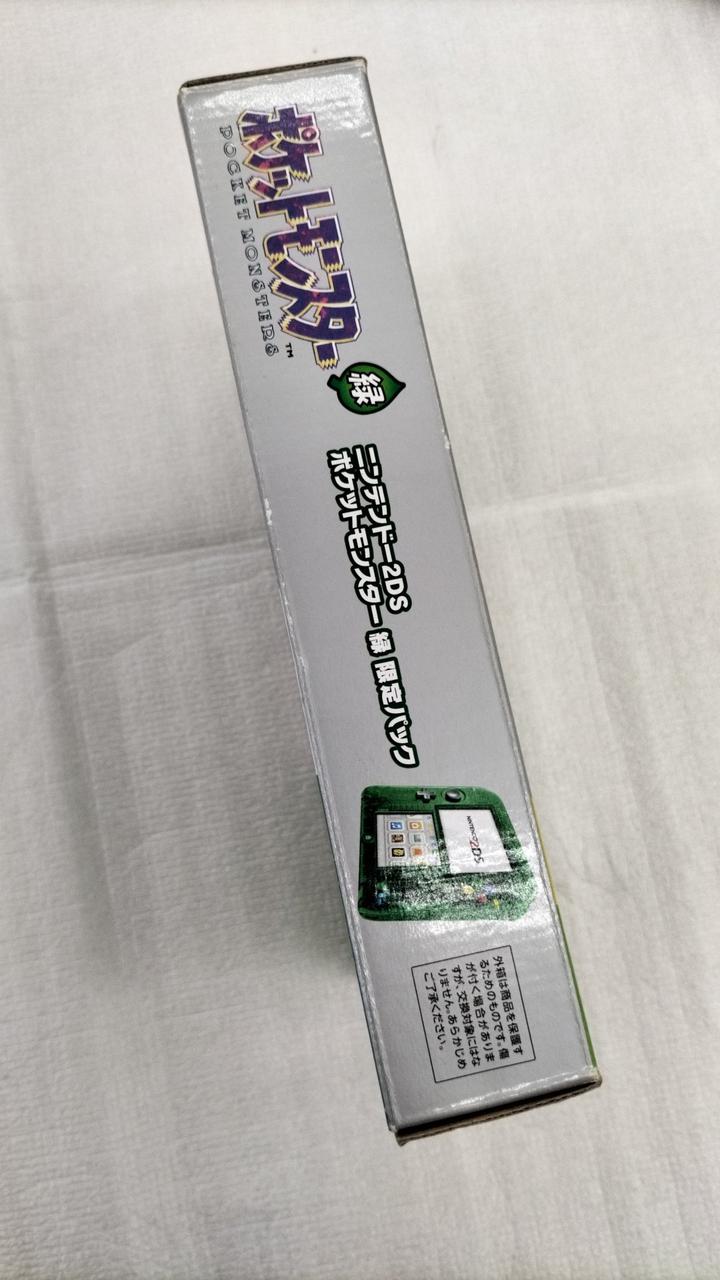 ポケットモンスター
POCKET MONSTERS
TM
緑
ニンテンドー2DS
ポケットモンスター 緑 限定パック
NINTENDO 2DS
外箱は商品を保護す
るためのものです。傷
が付く場合がありま
すが、交換対象にはな
りません。あらかじめ
ご了承ください。